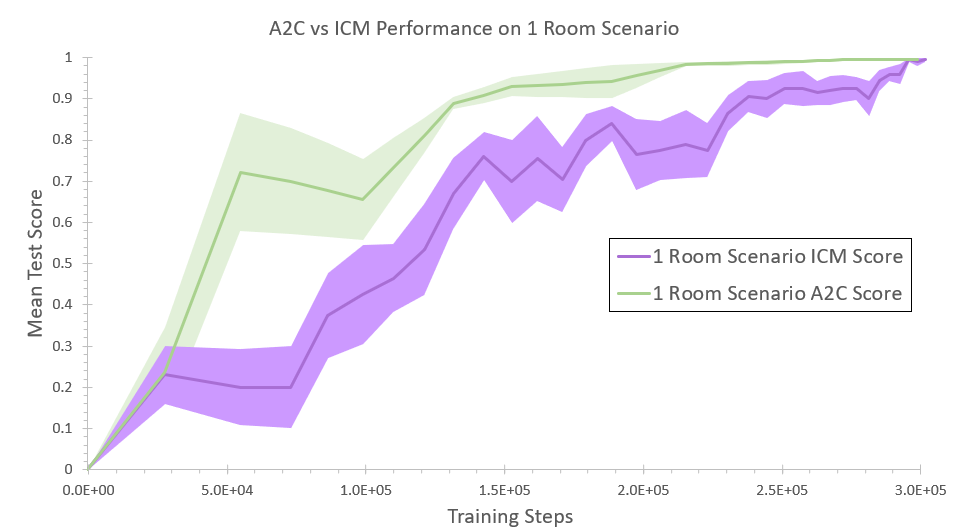 A2C vs ICM Performance on 1 Room Scenario
1
0.9
0.8
0.7
0.6
0.5
0.4
0.3
0.2
0.1
0
Mean Test Score
1 Room Scenario ICM Score
1 Room Scenario A2C Score
0.0E+00 5.0E+04 1.0E+05 1.5E+05 2.0E+05 2.5E+05 3.0E+05
Training Steps